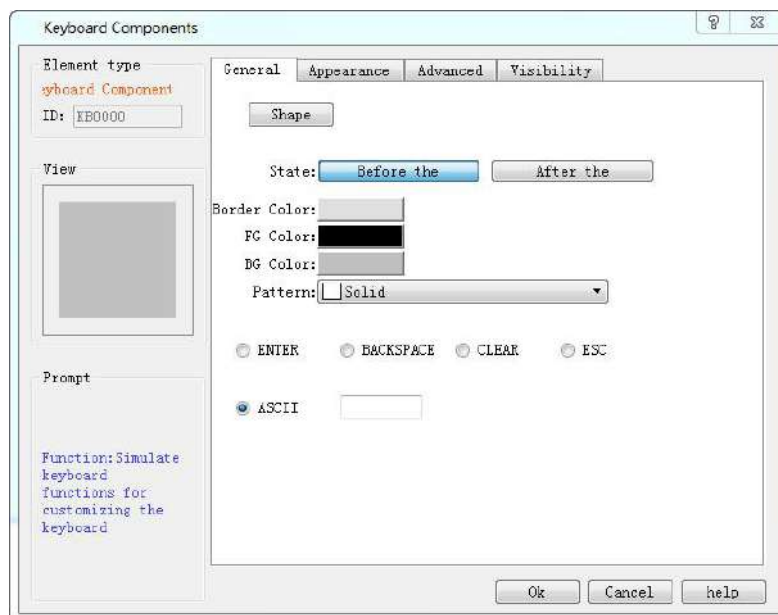 Keyboard Components
Element type
yboard Component
ID: KB0000
View
Prompt
Function:Simulate
keyboard
functions for
customizing the
keyboard
General Appearance Advanced Visibility
Shape
State: Before the After the
Border Color:
FG Color:
BG Color:
Pattern: Solid
ENTER BACKSPACE CLEAR ESC
ASCII
Ok Cancel help